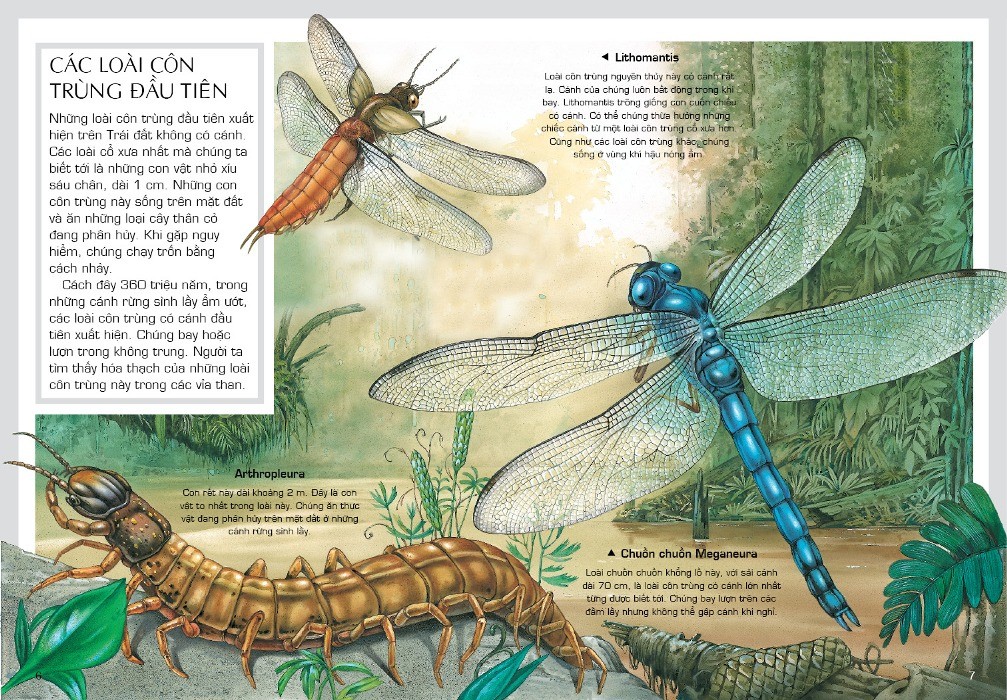 CÁC LOÀI CÔN
TRÙNG ĐẦU TIÊN
Những loài côn trùng đầu tiên xuất
hiện trên Trái đất không có cánh.
Các loài cổ xưa nhất mà chúng ta
biết tới là những con vật nhỏ xíu
sáu chân, dài 1 cm. Những con
côn trùng này sống trên mặt đất
và ăn những loại cây thân cỏ
đang phân hủy. Khi gặp nguy
hiểm, chúng chạy trốn bằng
cách nhảy.
Cách đây 360 triệu năm, trong
những cánh rừng sinh lầy ẩm ướt,
các loài côn trùng có cánh đầu
tiên xuất hiện. Chúng bay hoặc
lượn trong không trung. Người ta
tìm thấy hóa thạch của những loài
côn trùng này trong các vỉa than.
◄ Lithomantis
Loài côn trùng nguyên thủy này có cánh rất
lạ. Cánh của chúng luôn bất động trong khi
bay. Lithomantis trông giống con cuốn chiếu
có cánh. Có thể chúng thừa hưởng những
chiếc cánh từ một loài côn trùng cổ xưa hơn.
Cũng như các loài côn trùng khác, chúng
sống ở vùng khí hậu nóng ẩm.
Arthropleura
Con rết này dài khoảng 2 m. Đây là con
vật to nhất trong loài này. Chúng ăn thực
vật đang phân hủy trên mặt đất ở những
cánh rừng sinh lầy.
▲ Chuồn chuồn Meganeura
Loài chuồn chuồn khổng lồ này, với sải cánh
dài 70 cm, là loài côn trùng có cánh lớn nhất
từng được biết tới. Chúng bay lượn trên các
đầm lầy nhưng không thể gấp cánh khi nghỉ.
7